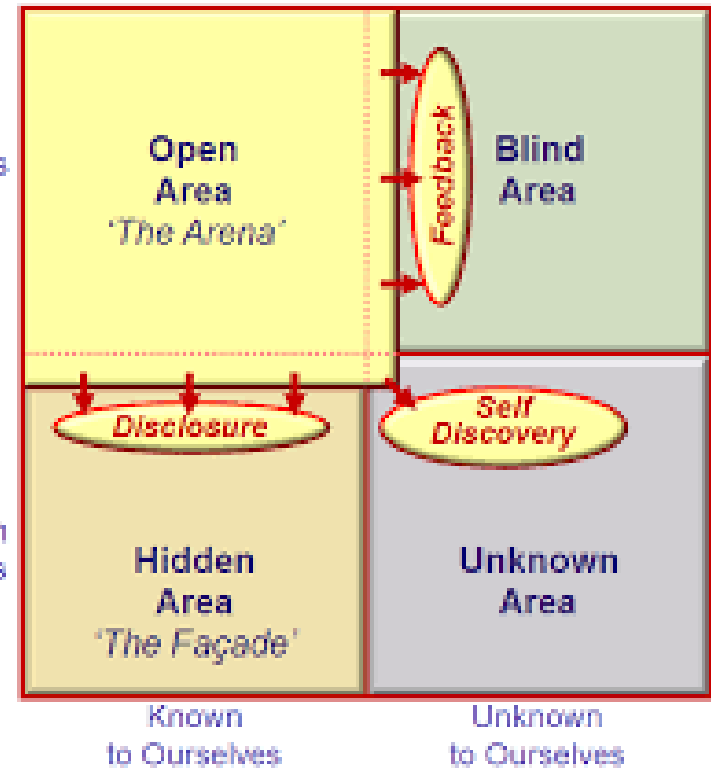 Open
Area
'The Arena'
Feedback
Blind
Area
Disclosure
Self
Discovery
Hidden
Area
'The Façade'
Unknown
Area
Known
to Ourselves
Unknown
to Ourselves